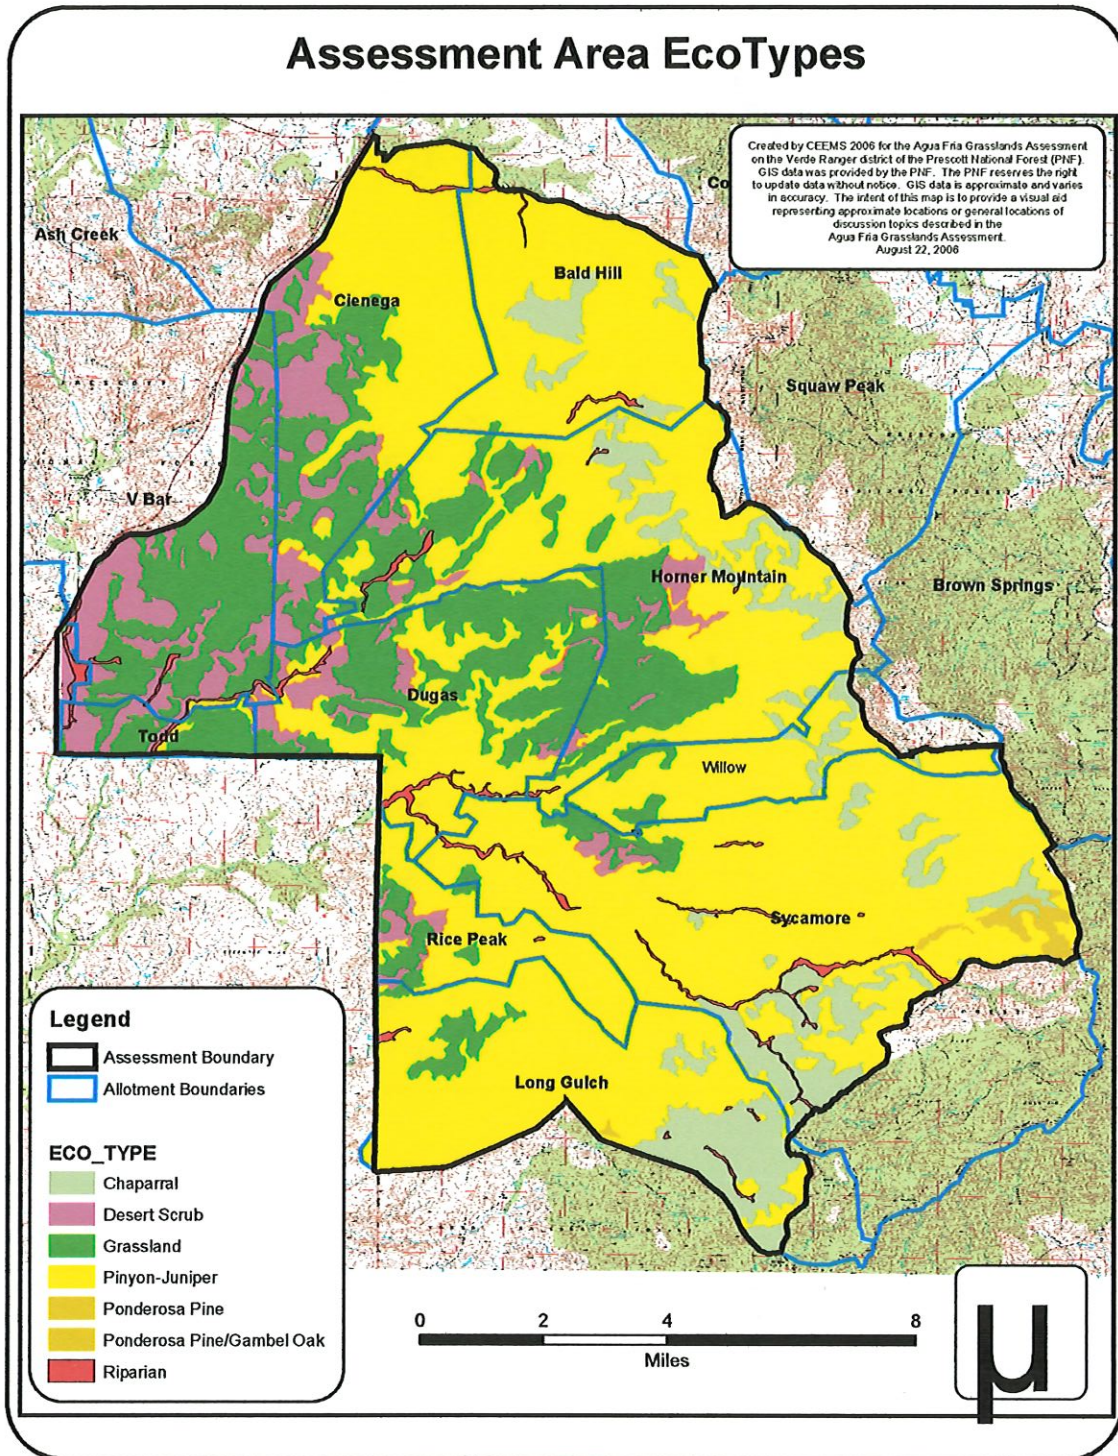 Assessment Area EcoTypes
Created by CEEMS 2006 for the Agua Fria Grasslands Assessment
on the Verde Ranger district of the Prescott National Forest (PNF).
GIS data was provided by the PNF. The PNF reserves the right
to update data without notice. GIS data is approximate and varies
in accuracy. The intent of this map is to provide a visual aid
representing approximate locations or general locations of
discussion topics described in the
Agua Fria Grasslands Assessment.
August 22, 2006
Ash Creek
Bald Hill
Cienega
Squaw Peak
V Bar
Horner Mountain
Brown Springs
Dugas
Todd
Willow
Sycamore
Rice Peak
Long Gulch
Legend
Assessment Boundary
Allotment Boundaries
ECO_TYPE
Chaparral
Desert Scrub
Grassland
Pinyon-Juniper
Ponderosa Pine
Ponderosa Pine/Gambel Oak
Riparian
0 2 4 8
Miles
µ